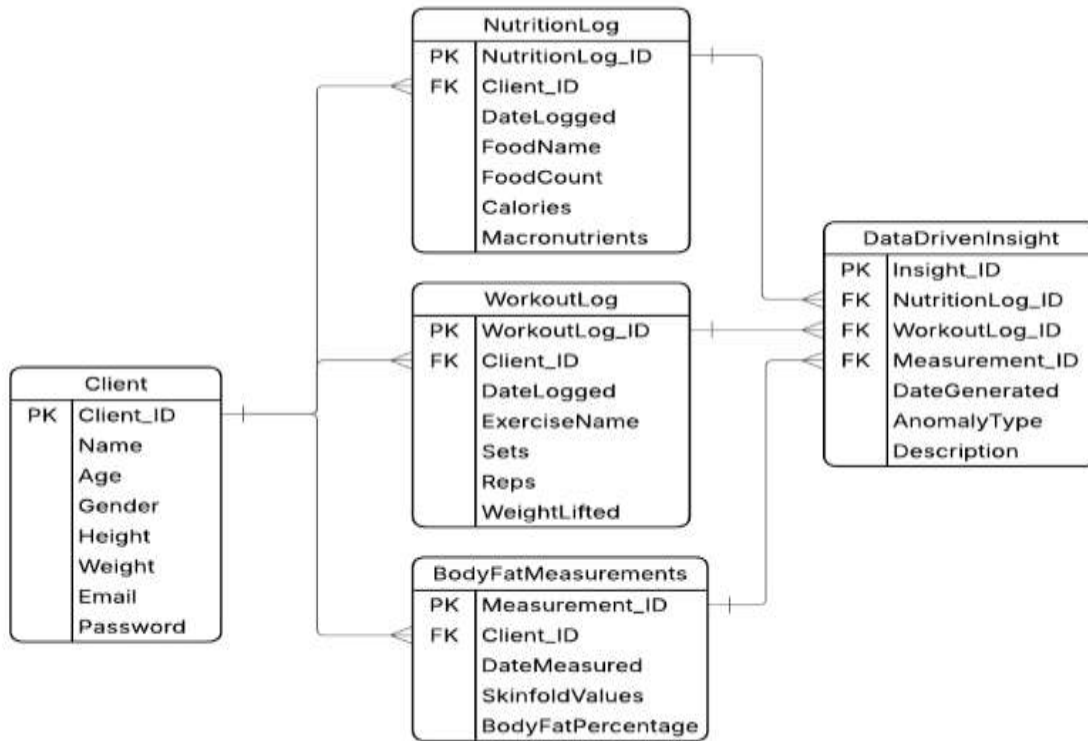 NutritionLog
PK NutritionLog_ID
FK Client_ID
DateLogged
FoodName
FoodCount
Calories
Macronutrients
WorkoutLog
PK WorkoutLog_ID
FK Client_ID
DateLogged
ExerciseName
Sets
Reps
WeightLifted
Client
PK Client_ID
Name
Age
Gender
Height
Weight
Email
Password
BodyFatMeasurements
PK Measurement_ID
FK Client_ID
DateMeasured
SkinfoldValues
BodyFatPercentage
DataDrivenInsight
PK Insight_ID
FK NutritionLog_ID
FK WorkoutLog_ID
FK Measurement_ID
DateGenerated
AnomalyType
Description